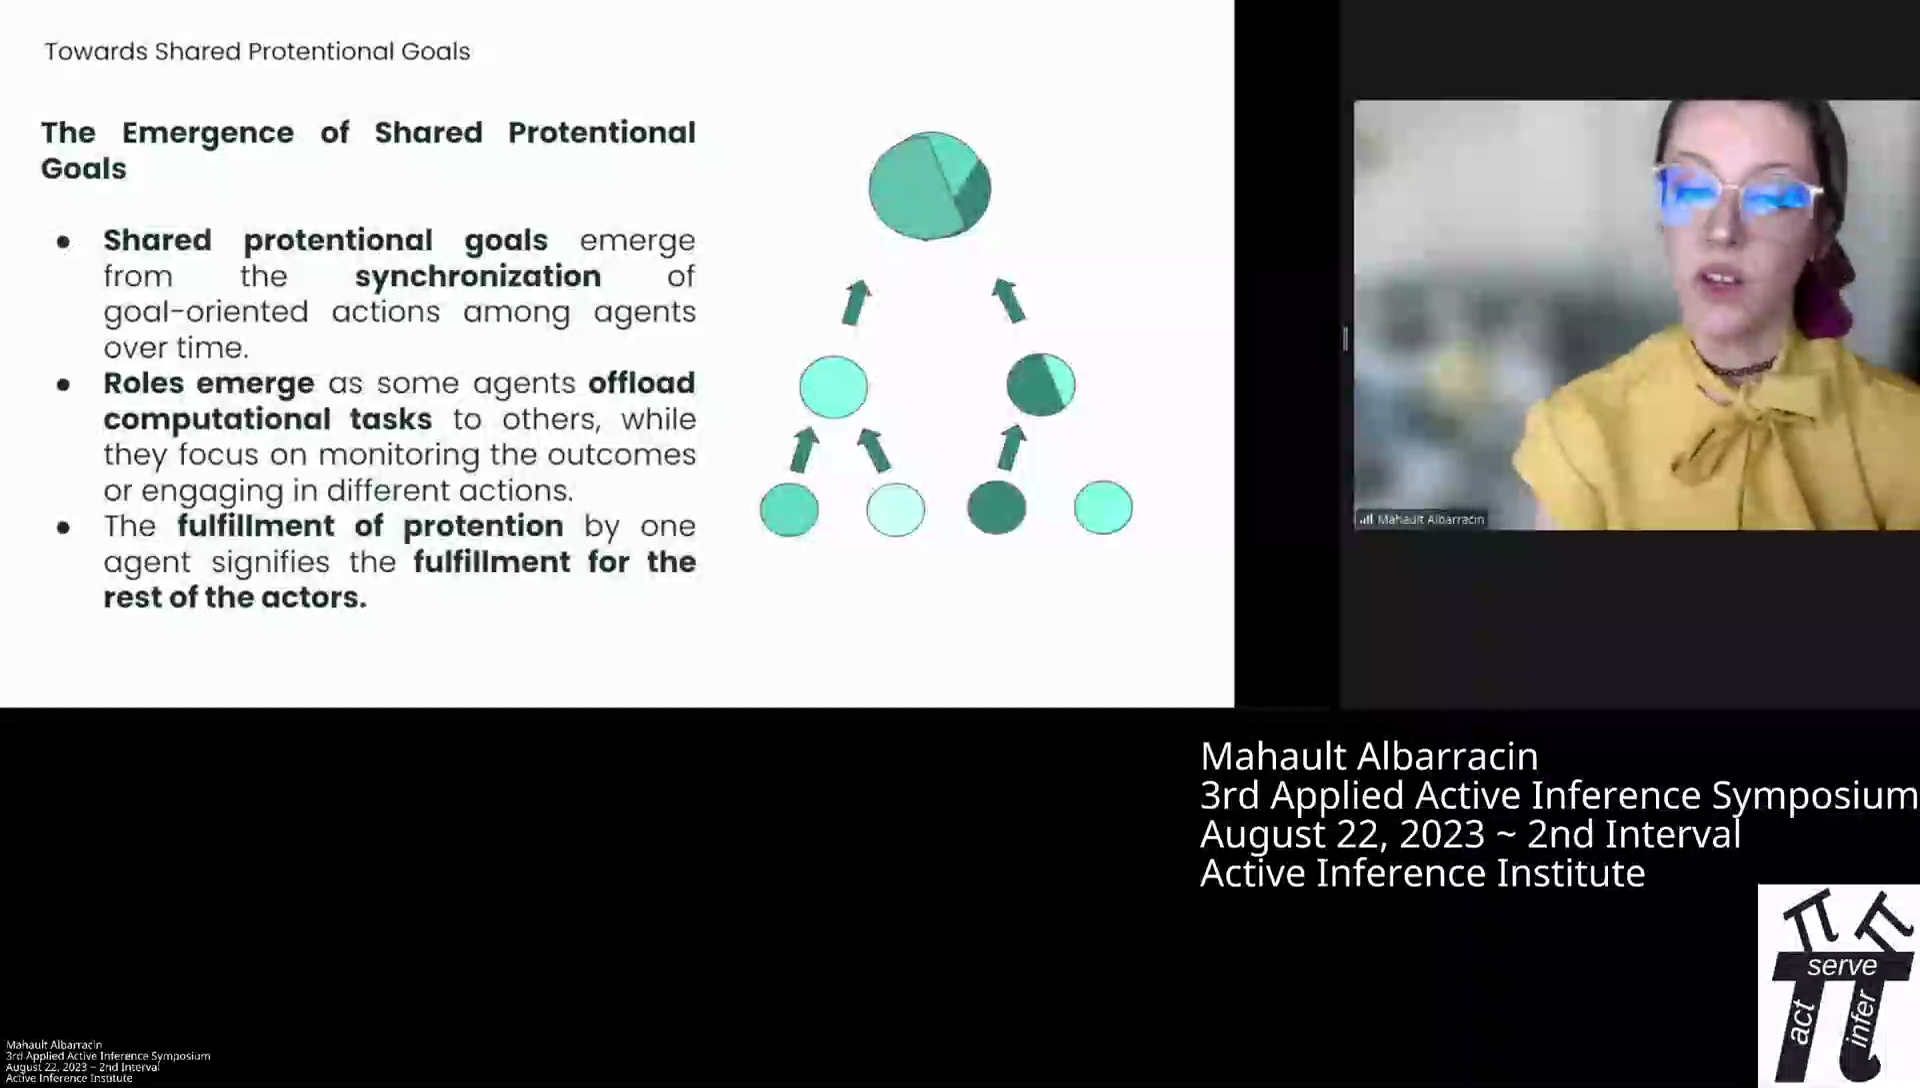 Towards Shared Protentional Goals
The Emergence of Shared Protentional
Goals
● Shared protentional goals emerge
from the synchronization of
goal-oriented actions among agents
over time.
● Roles emerge as some agents offload
computational tasks to others, while
they focus on monitoring the outcomes
or engaging in different actions.
● The fulfillment of protention by one
agent signifies the fulfillment for the
rest of the actors.
Mahault Albarracin
Mahault Albarracin
3rd Applied Active Inference Symposium
August 22, 2023 ~ 2nd Interval
Active Inference Institute
serve
act
infer
Mahault Albarracin
3rd Applied Active Inference Symposium
August 22, 2023 ~ 2nd Interval
Active Inference Institute